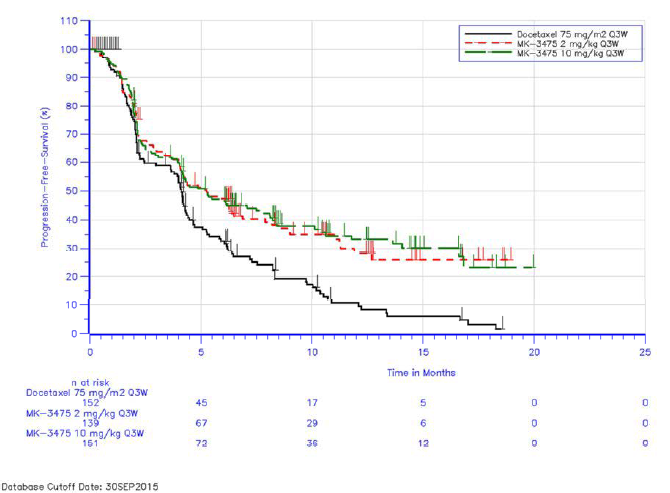 110
100
90
80
70
60
50
40
30
20
10
0
Progression-Free-Survival (%)
Docetaxel 75 mg/m2 Q3W
MK-3475 2 mg/kg Q3W
MK-3475 10 mg/kg Q3W
0 5 10 15 20 25
Time in Months
n at risk
Docetaxel 75 mg/m2 Q3W
152 45 17 5 0 0
MK-3475 2 mg/kg Q3W
139 67 29 6 0 0
MK-3475 10 mg/kg Q3W
151 72 36 12 0 0
Database Cutoff Date: 30SEP2015